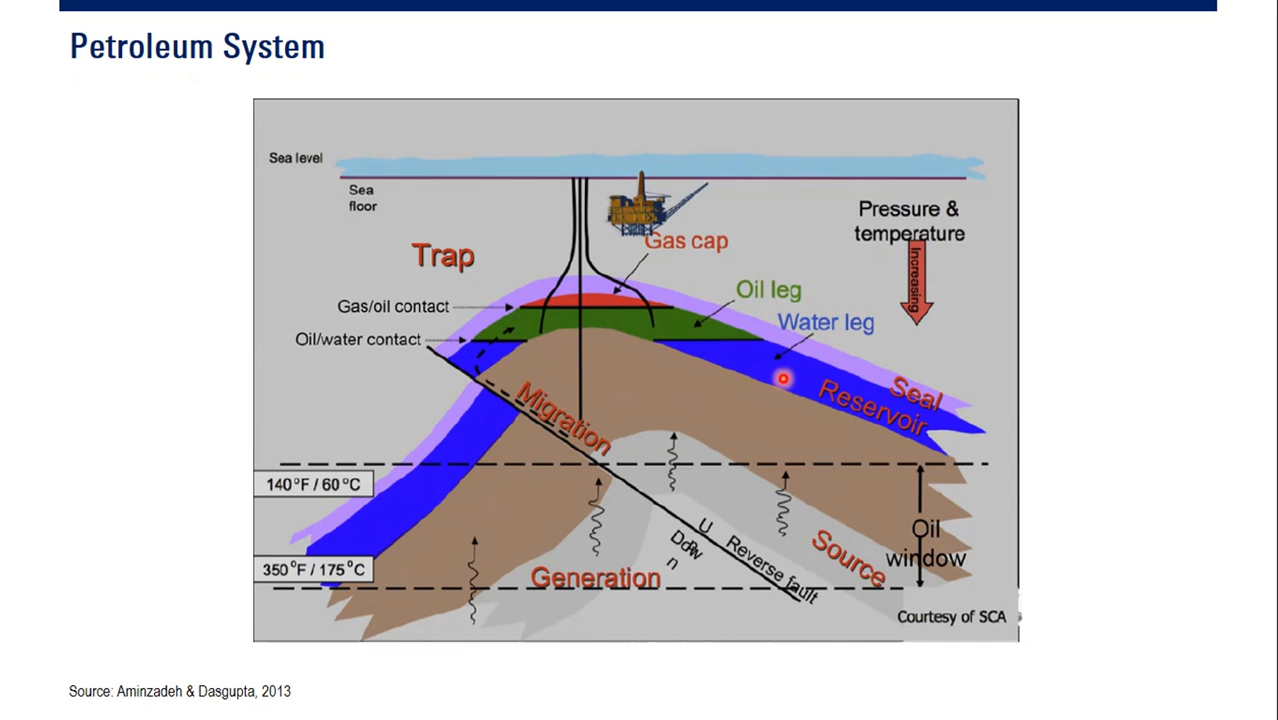 Petroleum System
Sea level
Sea
floor
Pressure &
temperature
Increasing
Trap
Gas cap
Gas/oil contact
Oil leg
Oil/water contact
Water leg
Seal
Reservoir
Migration
140°F / 60°C
U
Reverse fault
Source
Oil
window
350°F / 175°C
Generation
Courtesy of SCA
Source: Aminzadeh & Dasgupta, 2013